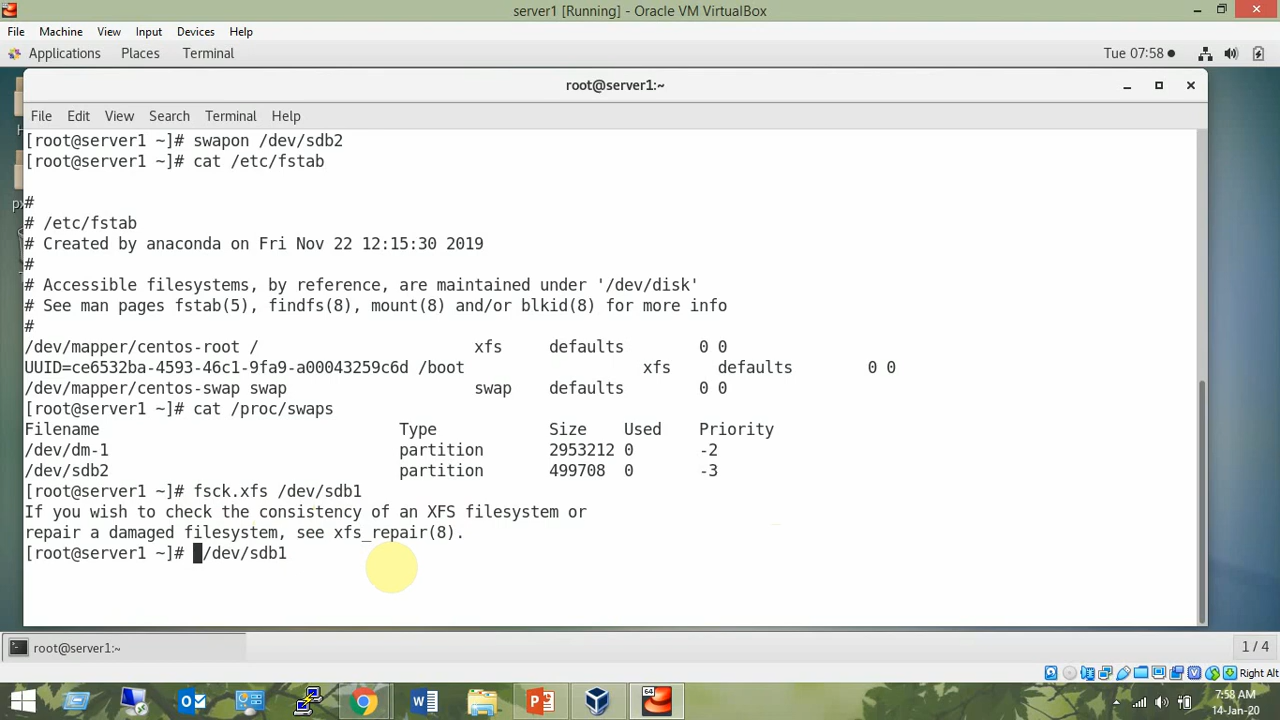 server1 [Running] - Oracle VM VirtualBox
File Machine View Input Devices Help
Applications Places Terminal Tue 07:58
root@server1:~
File Edit View Search Terminal Help
[root@server1 ~]# swapon /dev/sdb2
[root@server1 ~]# cat /etc/fstab
#
# /etc/fstab
# Created by anaconda on Fri Nov 22 12:15:30 2019
#
# Accessible filesystems, by reference, are maintained under '/dev/disk'
# See man pages fstab(5), findfs(8), mount(8) and/or blkid(8) for more info
#
/dev/mapper/centos-root / xfs defaults 0 0
UUID=ce6532ba-4593-46c1-9fa9-a00043259c6d /boot xfs defaults 0 0
/dev/mapper/centos-swap swap swap defaults 0 0
[root@server1 ~]# cat /proc/swaps
Filename Type Size Used Priority
/dev/dm-1 partition 2953212 0 -2
/dev/sdb2 partition 499708 0 -3
[root@server1 ~]# fsck.xfs /dev/sdb1
If you wish to check the consistency of an XFS filesystem or
repair a damaged filesystem, see xfs_repair(8).
[root@server1 ~]# /dev/sdb1
root@server1:~ 1 / 4
Right Alt
7:58 AM
14-Jan-20